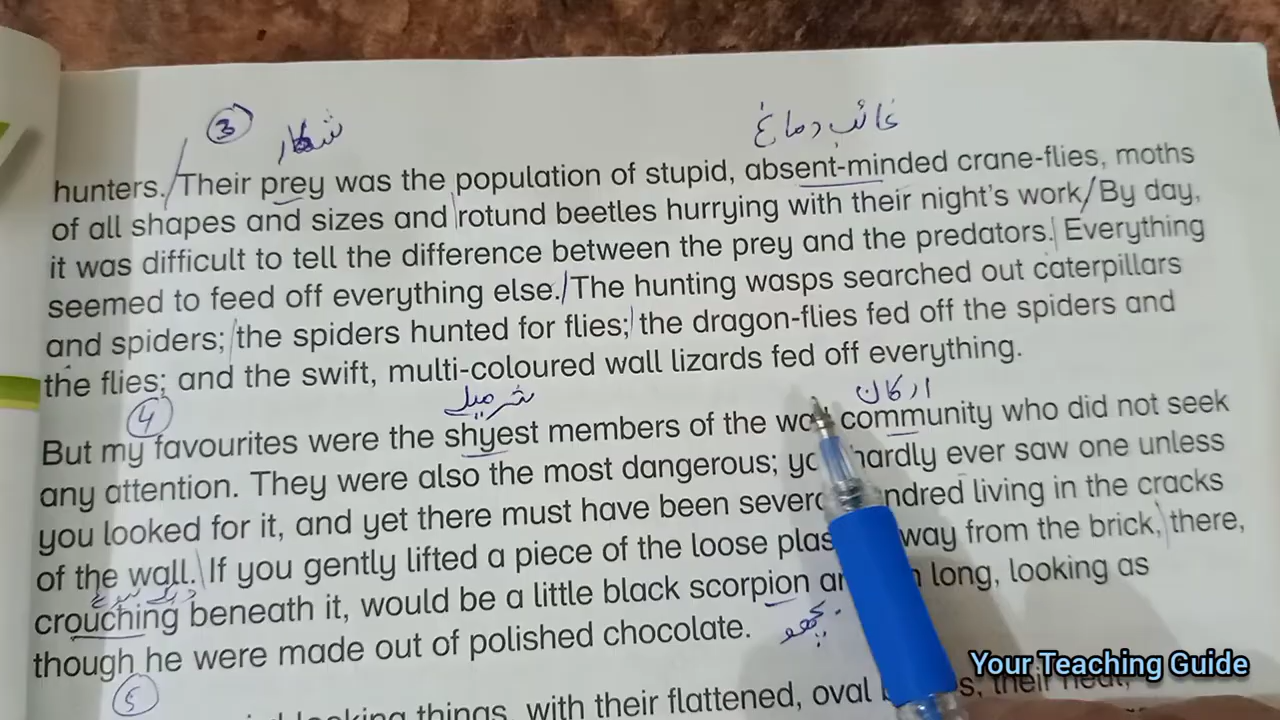 3 شکار غائب دماغ
hunters. Their prey was the population of stupid, absent-minded crane-flies, moths
of all shapes and sizes and rotund beetles hurrying with their night's work/By day,
it was difficult to tell the difference between the prey and the predators. Everything
seemed to feed off everything else. The hunting wasps searched out caterpillars
and spiders; the spiders hunted for flies; the dragon-flies fed off the spiders and
the flies; and the swift, multi-coloured wall lizards fed off everything.
4 شرمیلے ارکان
But my favourites were the shyest members of the community who did not seek
any attention. They were also the most dangerous; hardly ever saw one unless
you looked for it, and yet there must have been living in the cracks
of the wall. If you gently lifted a piece of the loose from the brick, there,
crouching beneath it, would be a little black scorpion long, looking as
though he were made out of polished chocolate. بچھو
5
things, with their flattened, oval their
Your Teaching Guide